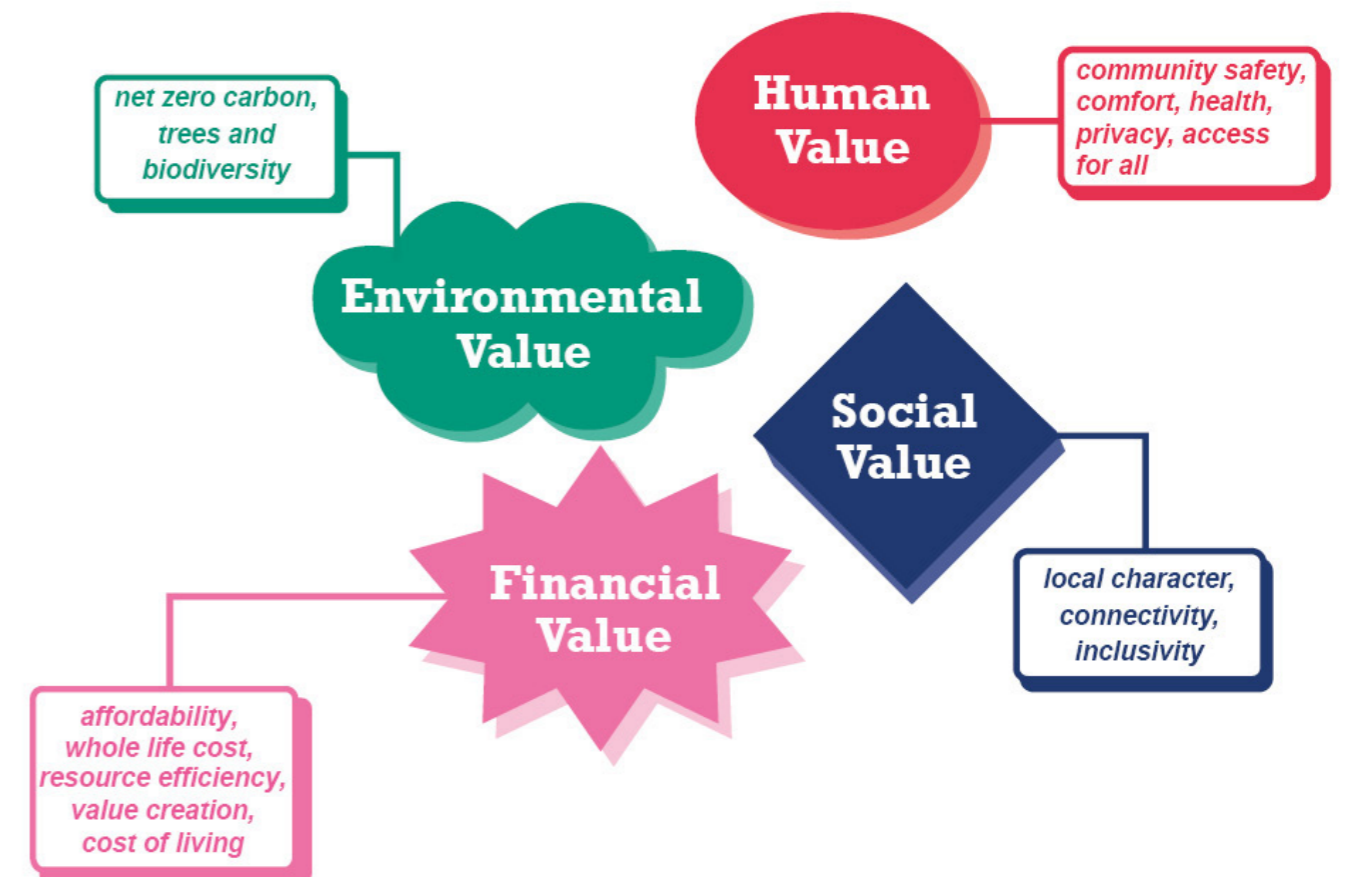 net zero carbon,
trees and
biodiversity
Human
Value
community safety,
comfort, health,
privacy, access
for all
Environmental
Value
Social
Value
local character,
connectivity,
inclusivity
Financial
Value
affordability,
whole life cost,
resource efficiency,
value creation,
cost of living